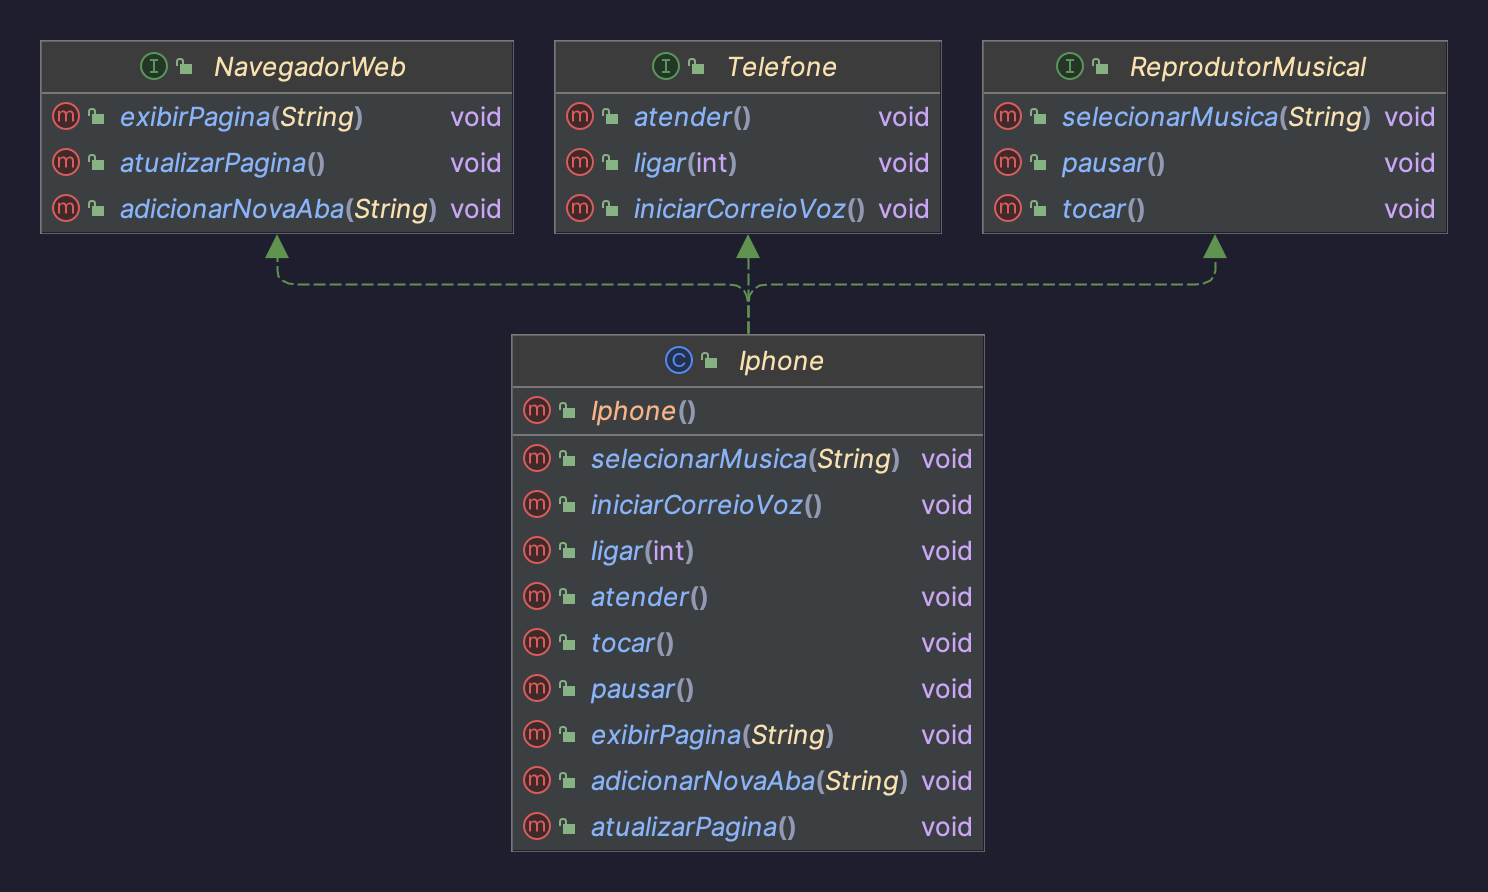 NavegadorWeb
exibirPagina(String) void
atualizarPagina() void
adicionarNovaAba(String) void
Telefone
atender() void
ligar(int) void
iniciarCorreioVoz() void
ReprodutorMusical
selecionarMusica(String) void
pausar() void
tocar() void
Iphone
Iphone()
selecionarMusica(String) void
iniciarCorreioVoz() void
ligar(int) void
atender() void
tocar() void
pausar() void
exibirPagina(String) void
adicionarNovaAba(String) void
atualizarPagina() void